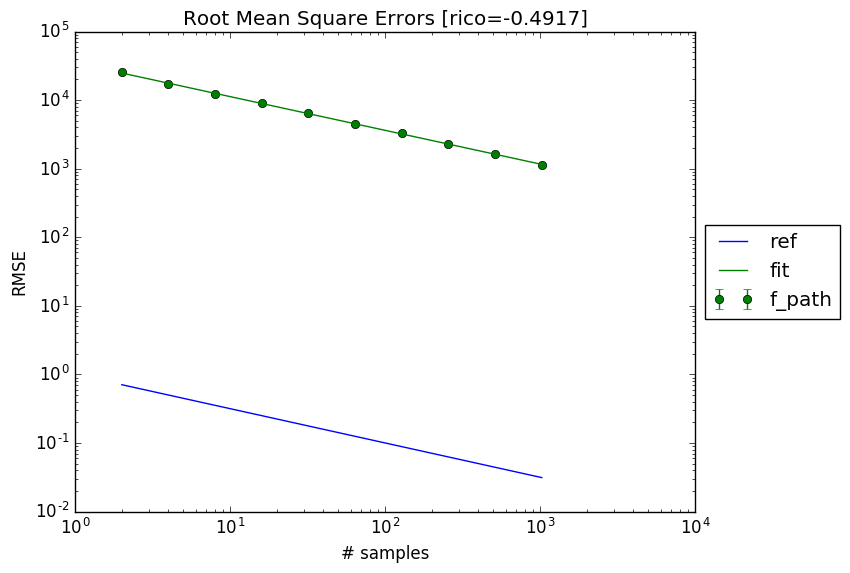 Root Mean Square Errors [rico=-0.4917]
10^5
10^4
10^3
10^2
10^1
10^0
10^-1
10^-2
RMSE
10^0 10^1 10^2 10^3 10^4
# samples
ref
fit
f_path